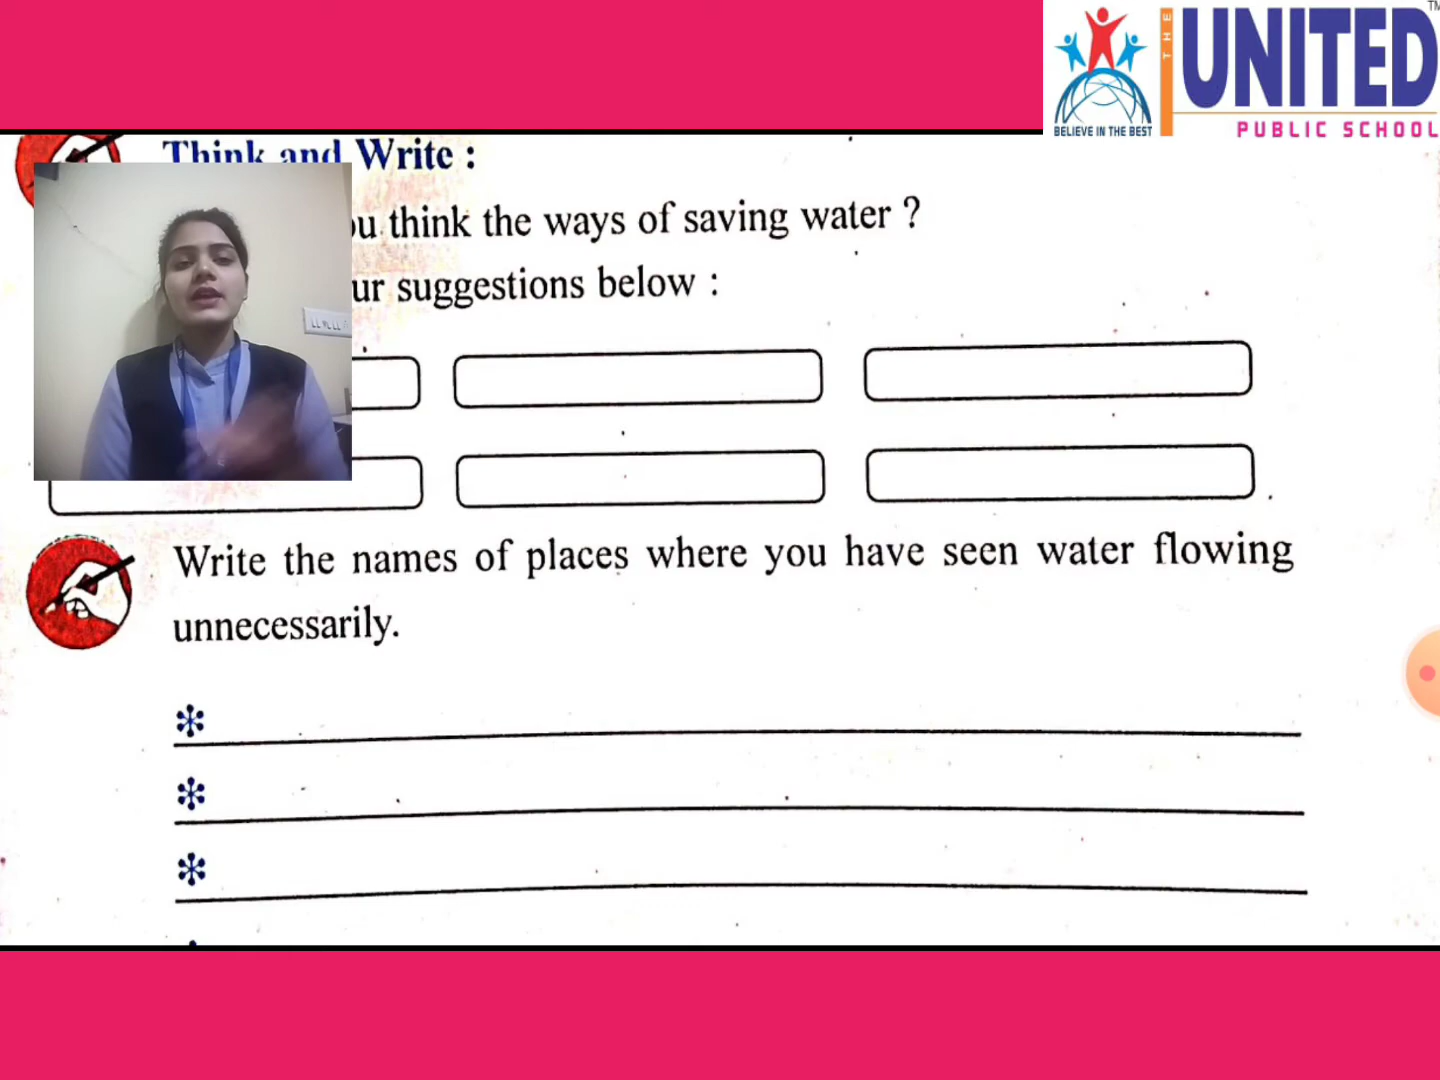 THE UNITED
TM
PUBLIC SCHOOL
BELIEVE IN THE BEST
Think and Write :
think the ways of saving water ?
suggestions below :
Write the names of places where you have seen water flowing
unnecessarily.